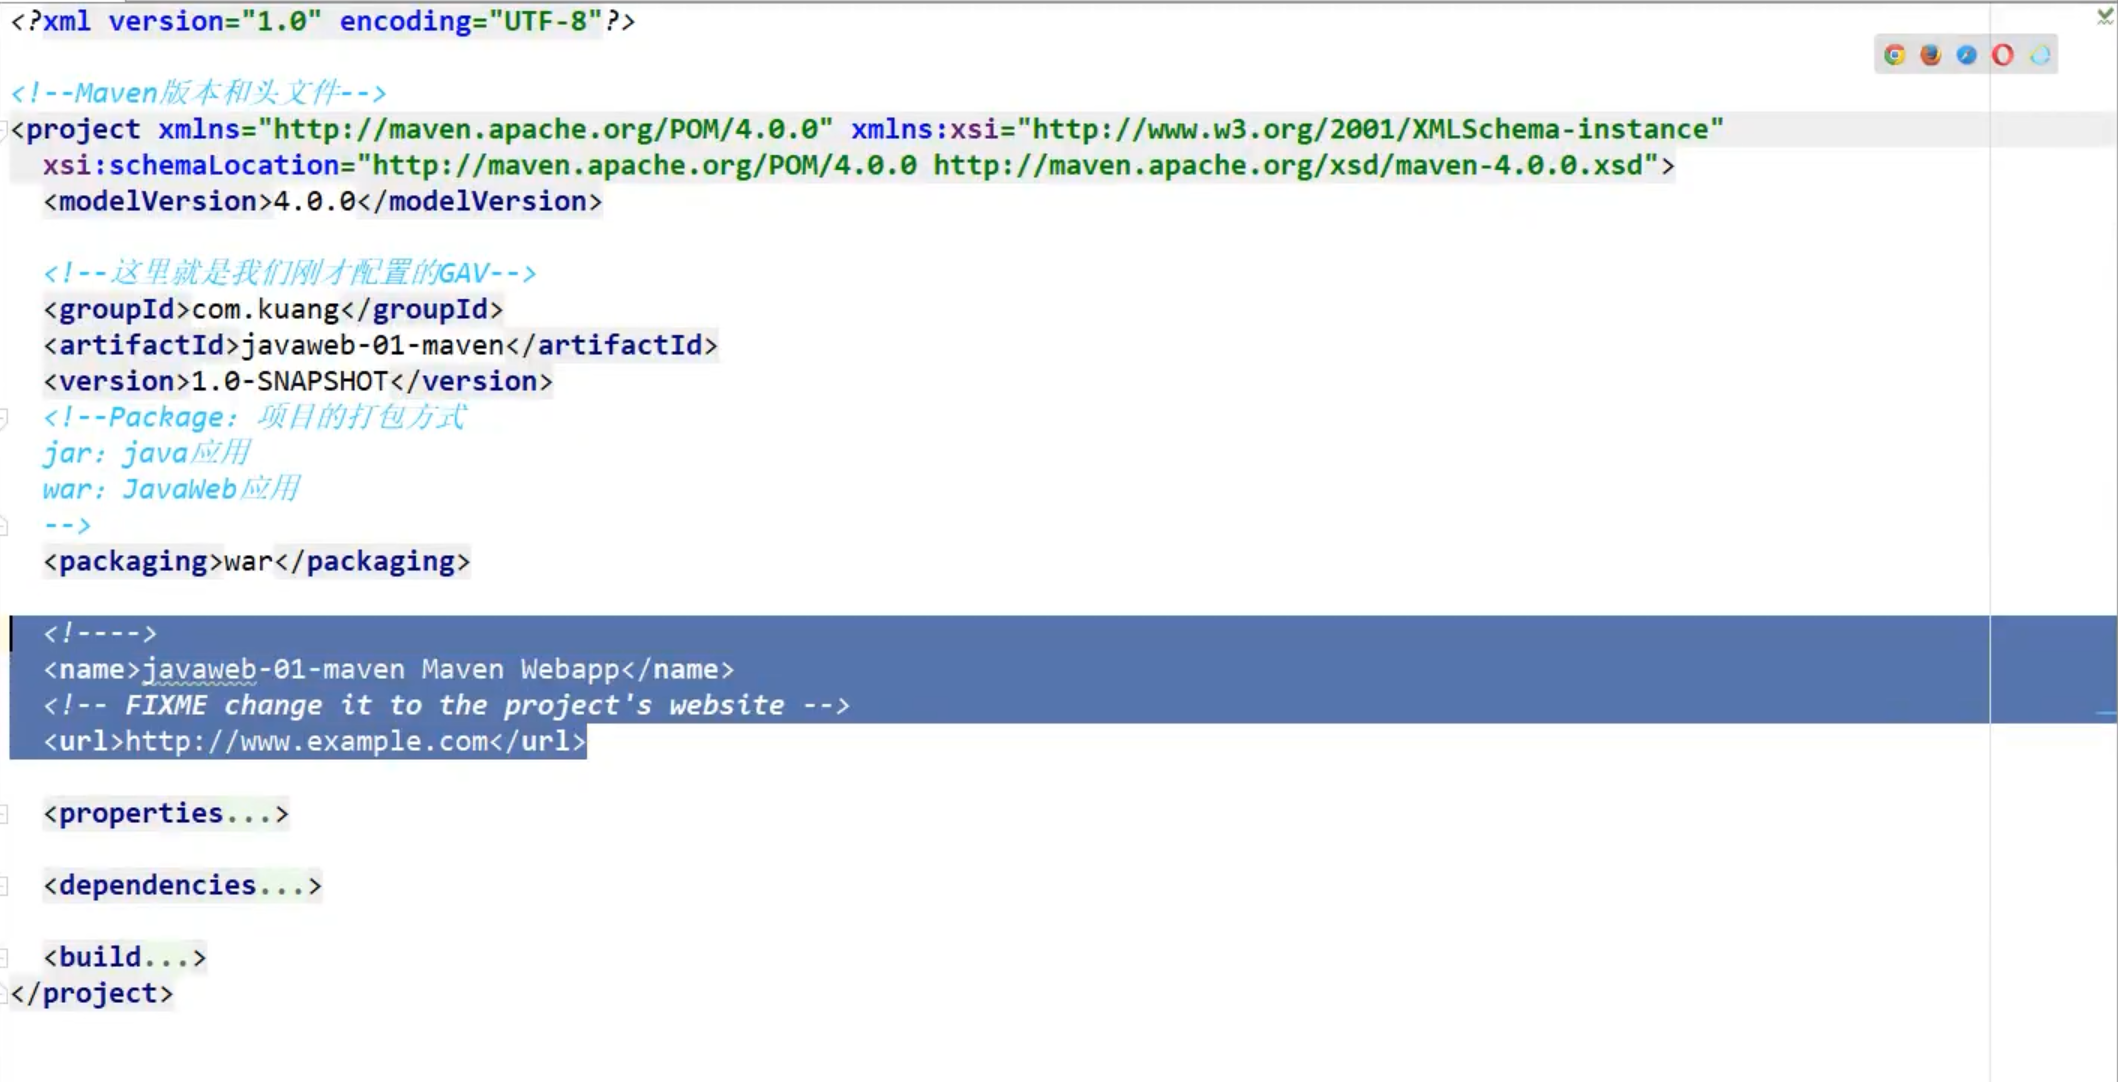 <?xml version="1.0" encoding="UTF-8"?>
<!--Maven版本和头文件-->
<project xmlns="http://maven.apache.org/POM/4.0.0" xmlns:xsi="http://www.w3.org/2001/XMLSchema-instance"
xsi:schemaLocation="http://maven.apache.org/POM/4.0.0 http://maven.apache.org/xsd/maven-4.0.0.xsd">
<modelVersion>4.0.0</modelVersion>
<!--这里就是我们刚才配置的GAV-->
<groupId>com.kuang</groupId>
<artifactId>javaweb-01-maven</artifactId>
<version>1.0-SNAPSHOT</version>
<!--Package：项目的打包方式
jar：java应用
war：JavaWeb应用
-->
<packaging>war</packaging>
<!---->
<name>javaweb-01-maven Maven Webapp</name>
<!-- FIXME change it to the project's website -->
<url>http://www.example.com</url>
<properties...>
<dependencies...>
<build...>
</project>